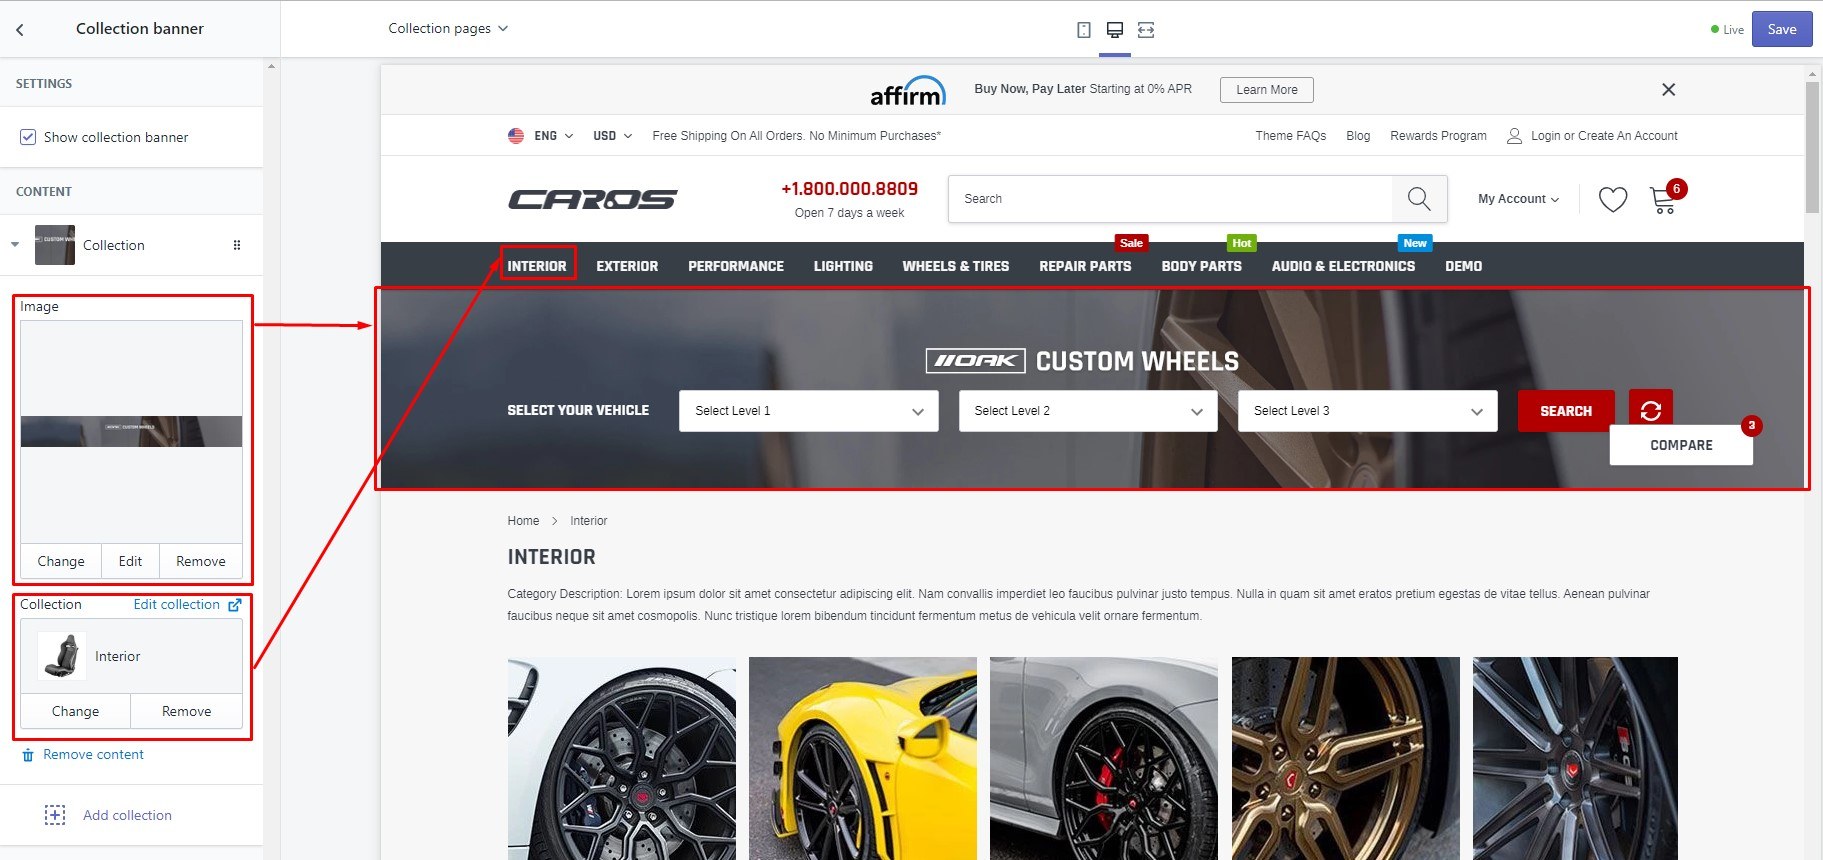 Collection banner
Collection pages
Live
Save
SETTINGS
Show collection banner
CONTENT
Collection
Image
Change
Edit
Remove
Collection
Edit collection
Interior
Change
Remove
Remove content
Add collection
affirm
Buy Now, Pay Later Starting at 0% APR
Learn More
ENG
USD
Free Shipping On All Orders. No Minimum Purchases*
Theme FAQs
Blog
Rewards Program
Login or Create An Account
CAROS
+1.800.000.8809
Open 7 days a week
Search
My Account
6
Sale
Hot
New
INTERIOR
EXTERIOR
PERFORMANCE
LIGHTING
WHEELS & TIRES
REPAIR PARTS
BODY PARTS
AUDIO & ELECTRONICS
DEMO
OAK CUSTOM WHEELS
SELECT YOUR VEHICLE
Select Level 1
Select Level 2
Select Level 3
SEARCH
3
COMPARE
Home
Interior
INTERIOR
Category Description: Lorem ipsum dolor sit amet consectetur adipiscing elit. Nam convallis imperdiet leo faucibus pulvinar justo tempus. Nulla in quam sit amet eratos pretium egestas de vitae tellus. Aenean pulvinar
faucibus neque sit amet cosmopolis. Nunc tristique lorem bibendum tincidunt fermentum metus de vehicula velit ornare fermentum.